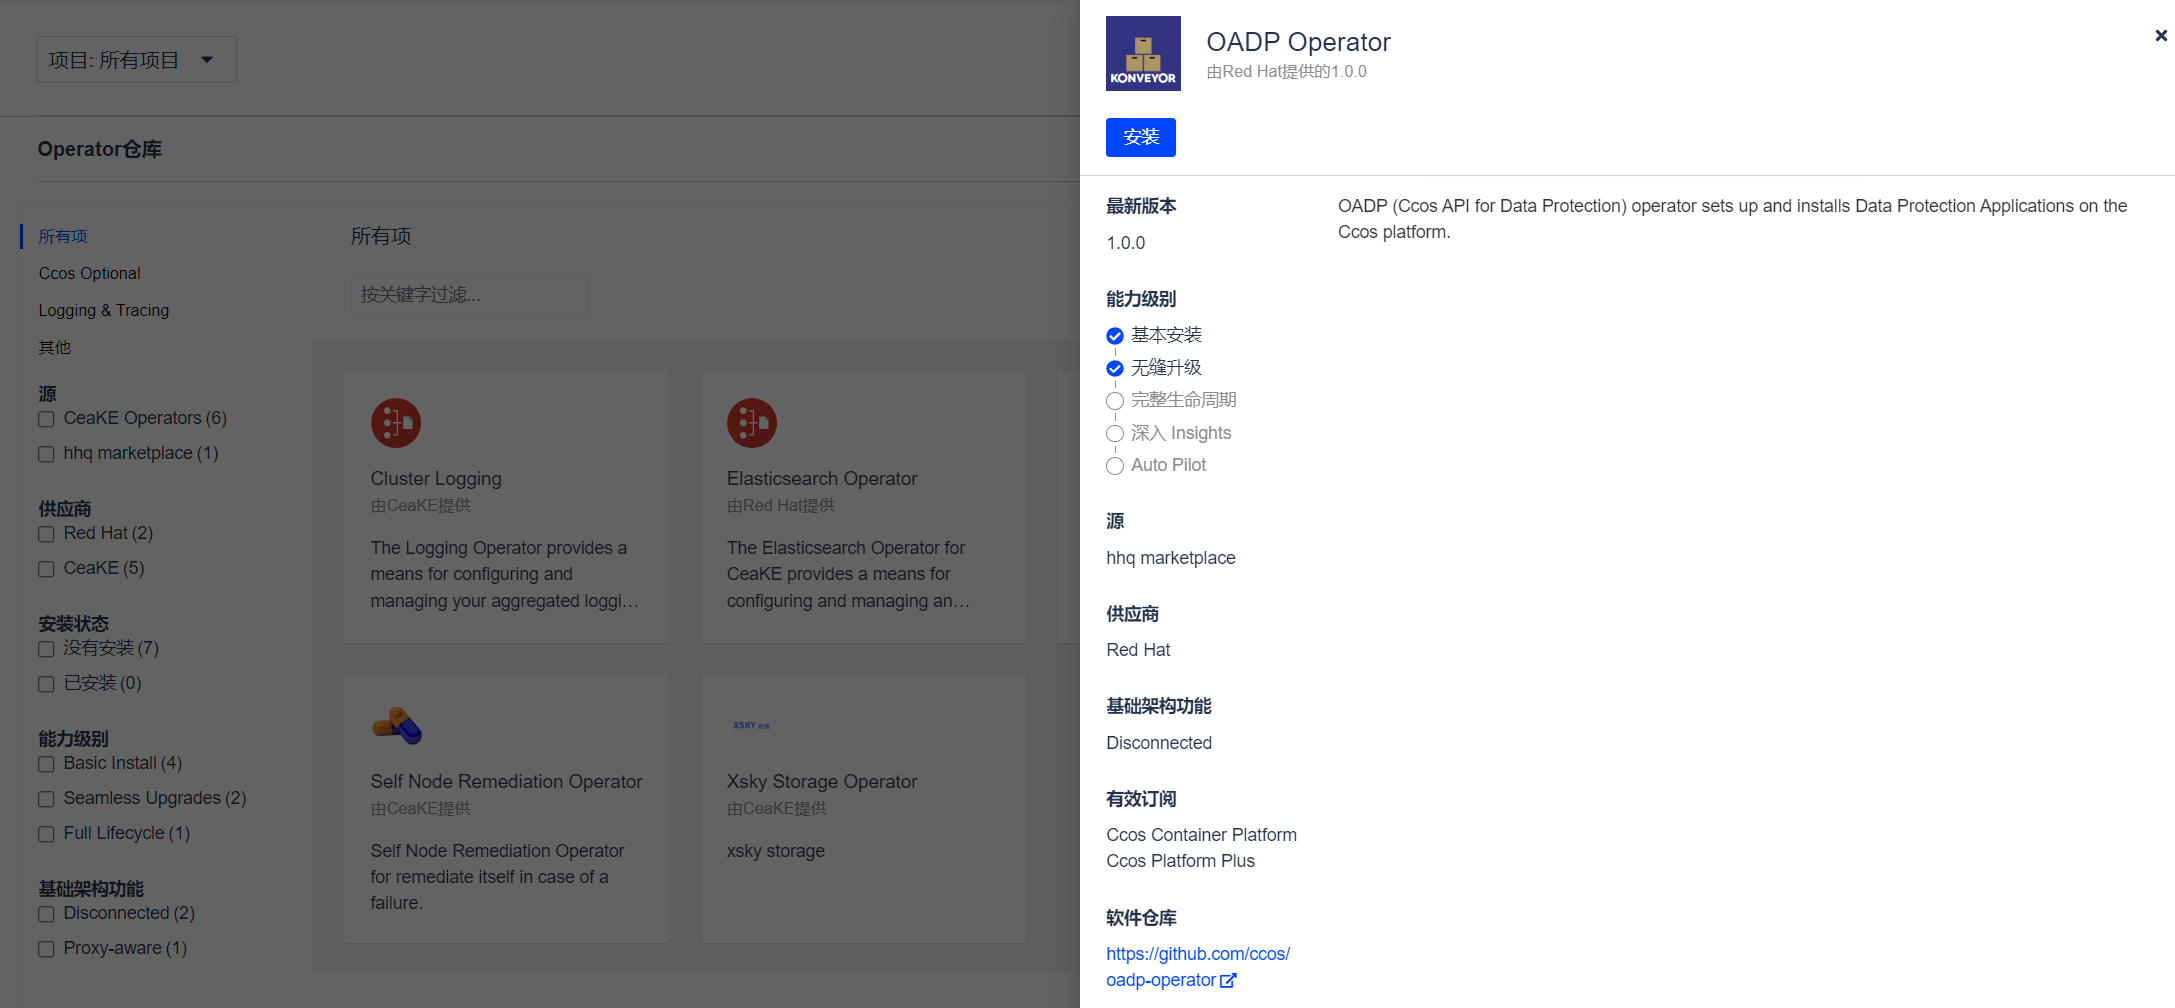 项目: 所有项目
Operator仓库
所有项
Ccos Optional
Logging & Tracing
其他
源
CeaKE Operators (6)
hhq marketplace (1)
供应商
Red Hat (2)
CeaKE (5)
安装状态
没有安装 (7)
已安装 (0)
能力级别
Basic Install (4)
Seamless Upgrades (2)
Full Lifecycle (1)
基础架构功能
Disconnected (2)
Proxy-aware (1)
所有项
按关键字过滤...
Cluster Logging
由CeaKE提供
The Logging Operator provides a
means for configuring and
managing your aggregated loggi…
Elasticsearch Operator
由Red Hat提供
The Elasticsearch Operator for
CeaKE provides a means for
configuring and managing an…
Self Node Remediation Operator
由CeaKE提供
Self Node Remediation Operator
for remediate itself in case of a
failure.
XSKY
Xsky Storage Operator
由CeaKE提供
xsky storage
KONVEYOR
OADP Operator
由Red Hat提供的1.0.0
安装
最新版本
1.0.0
能力级别
基本安装
无缝升级
完整生命周期
深入 Insights
Auto Pilot
源
hhq marketplace
供应商
Red Hat
基础架构功能
Disconnected
有效订阅
Ccos Container Platform
Ccos Platform Plus
软件仓库
https://github.com/ccos/
oadp-operator
OADP (Ccos API for Data Protection) operator sets up and installs Data Protection Applications on the
Ccos platform.